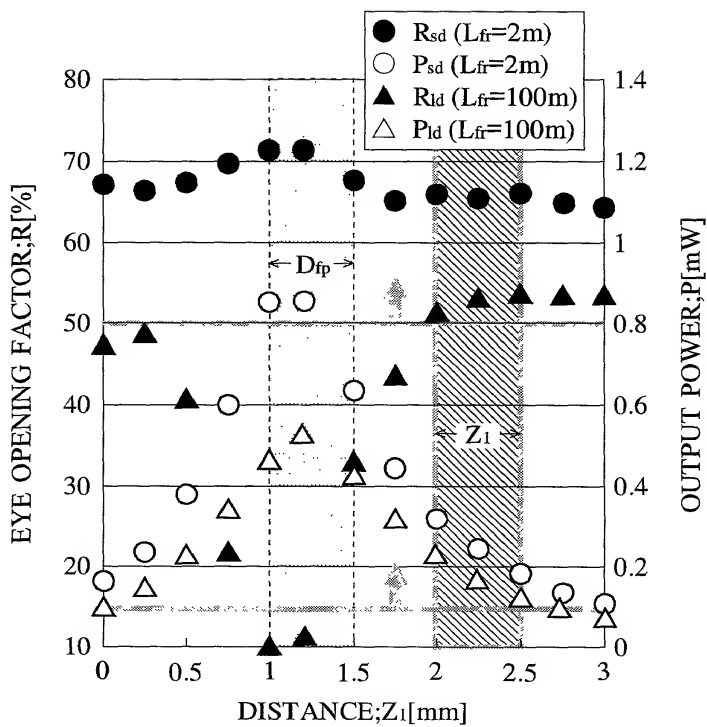 ● Rsd (Lfr=2m)
○ Psd (Lfr=2m)
▲ Rld (Lfr=100m)
△ Pld (Lfr=100m)
EYE OPENING FACTOR;R[%]
80
70
60
50
40
30
20
10
1.4
1.2
1
0.8
0.6
0.4
0.2
0
OUTPUT POWER;P[mW]
Dfp
Z1
0
0.5
1
1.5
2
2.5
3
DISTANCE;Z1[mm]